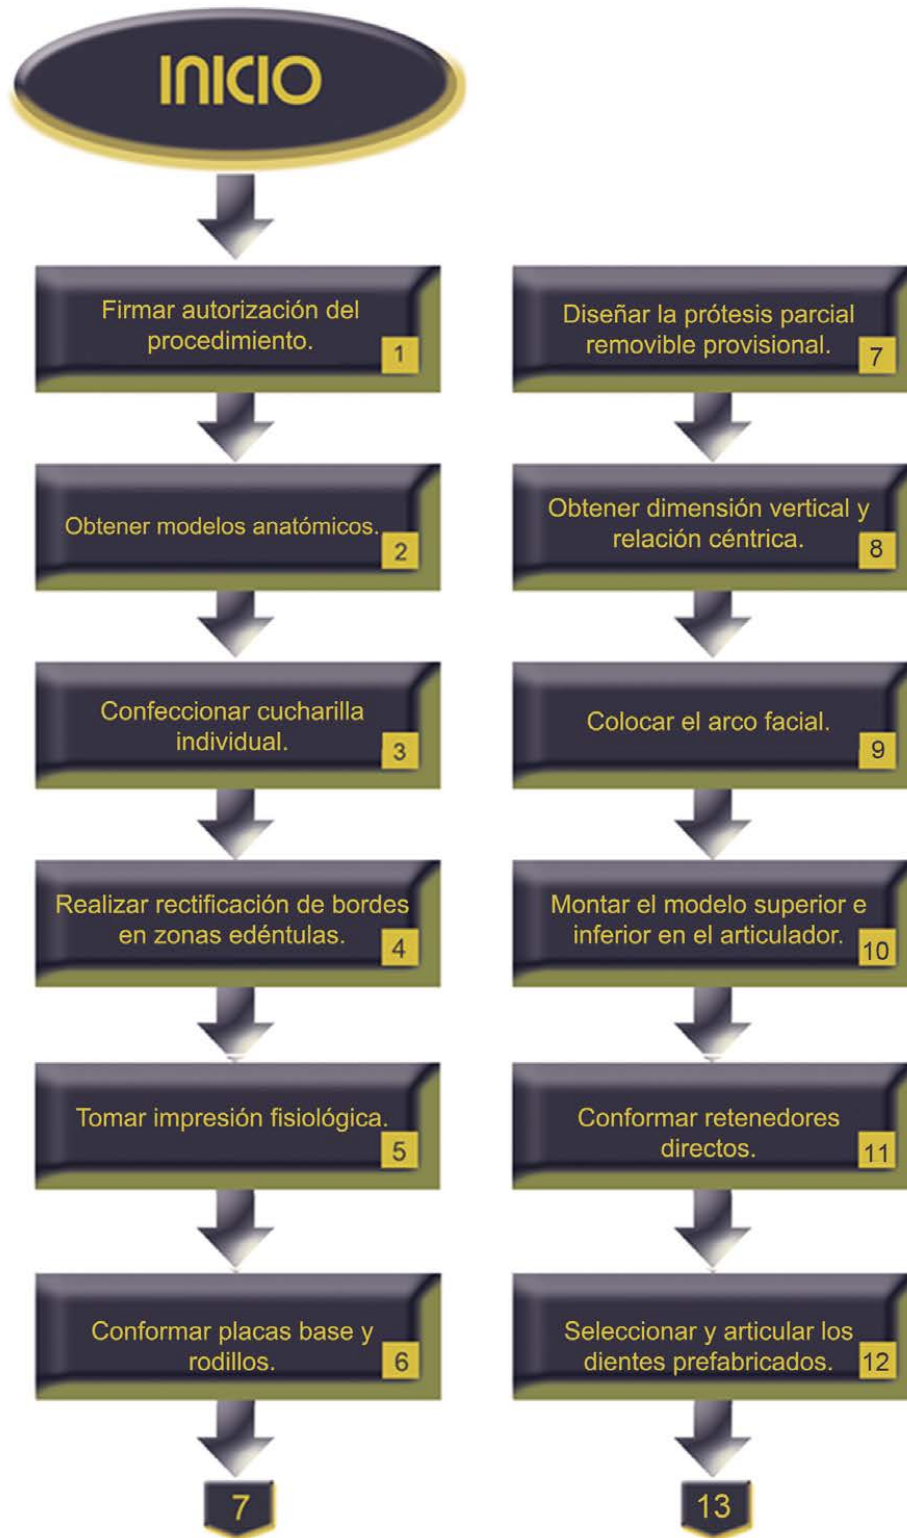 INICIO
Firmar autorización del
procedimiento.
1
Obtener modelos anatómicos.
2
Confeccionar cucharilla
individual.
3
Realizar rectificación de bordes
en zonas edéntulas.
4
Tomar impresión fisiológica.
5
Conformar placas base y
rodillos.
6
7
Diseñar la prótesis parcial
removible provisional.
7
Obtener dimensión vertical y
relación céntrica.
8
Colocar el arco facial.
9
Montar el modelo superior e
inferior en el articulador.
10
Conformar retenedores
directos.
11
Seleccionar y articular los
dientes prefabricados.
12
13